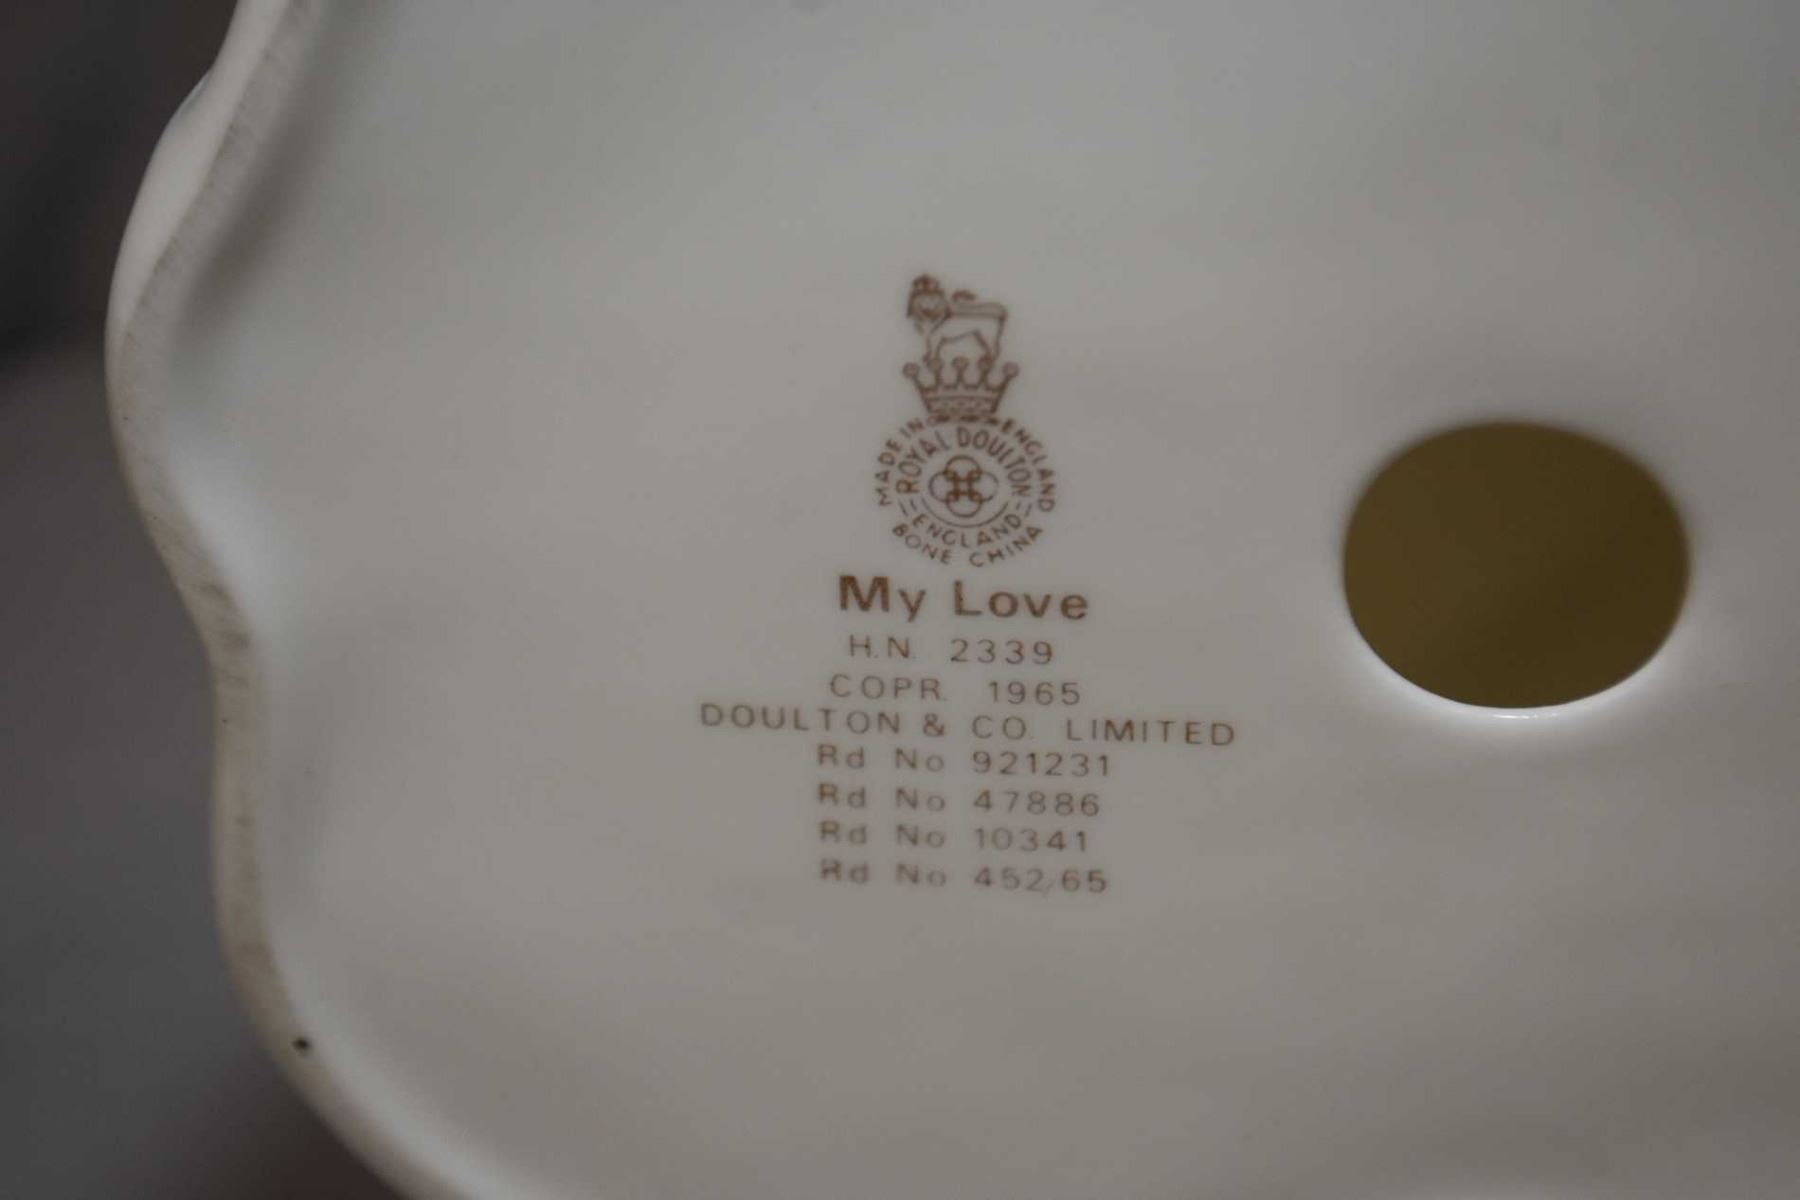 MADE IN ENGLAND
ROYAL DOULTON
ENGLAND
BONE CHINA
My Love
H.N. 2339
COPR. 1965
DOULTON & CO. LIMITED
Rd No 921231
Rd No 47886
Rd No 10341
Rd No 452/65